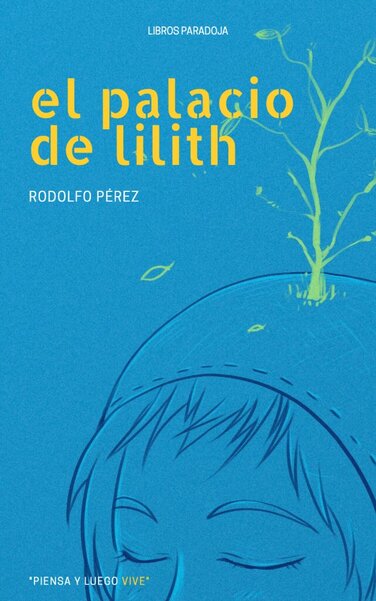 LIBROS PARADOJA
el palacio
de lilith
RODOLFO PÉREZ
"PIENSA Y LUEGO VIVE"